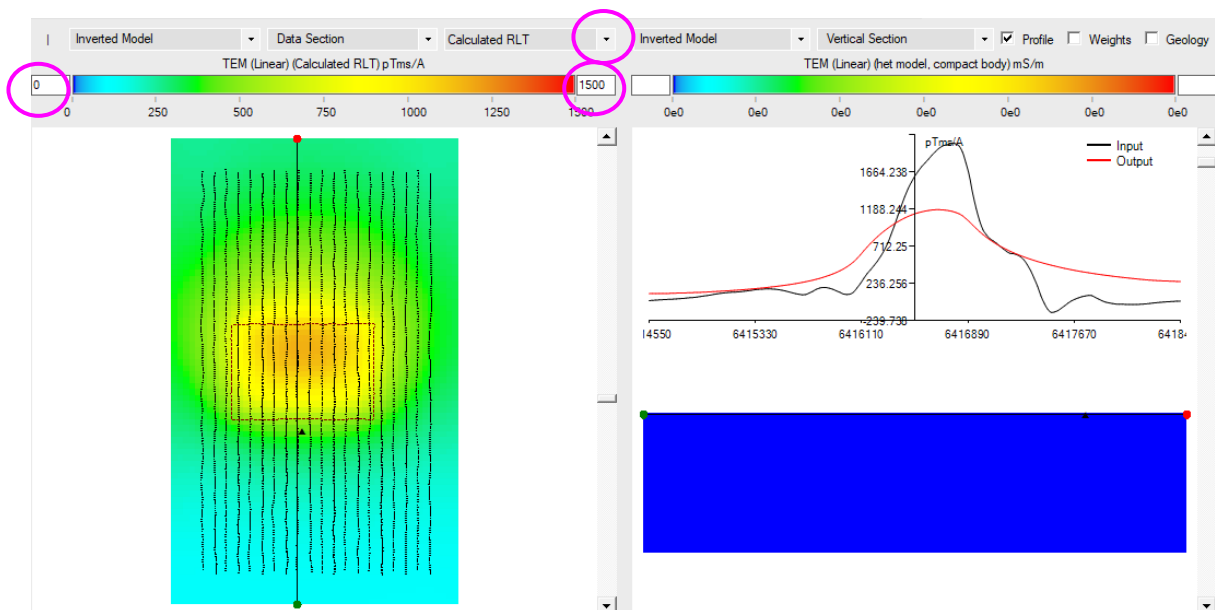 | Inverted Model Data Section Calculated RLT Inverted Model Vertical Section Profile Weights Geology
TEM (Linear) (Calculated RLT) pTms/A
0 1500
0 250 500 750 1000 1250 1500
TEM (Linear) (het model, compact body) mS/m
0e0 0e0 0e0 0e0 0e0 0e0 0e0
pTms/A
Input
Output
1664.238
1188.244
712.25
236.256
-239.738
14550 6415330 6416110 6416890 6417670 64184